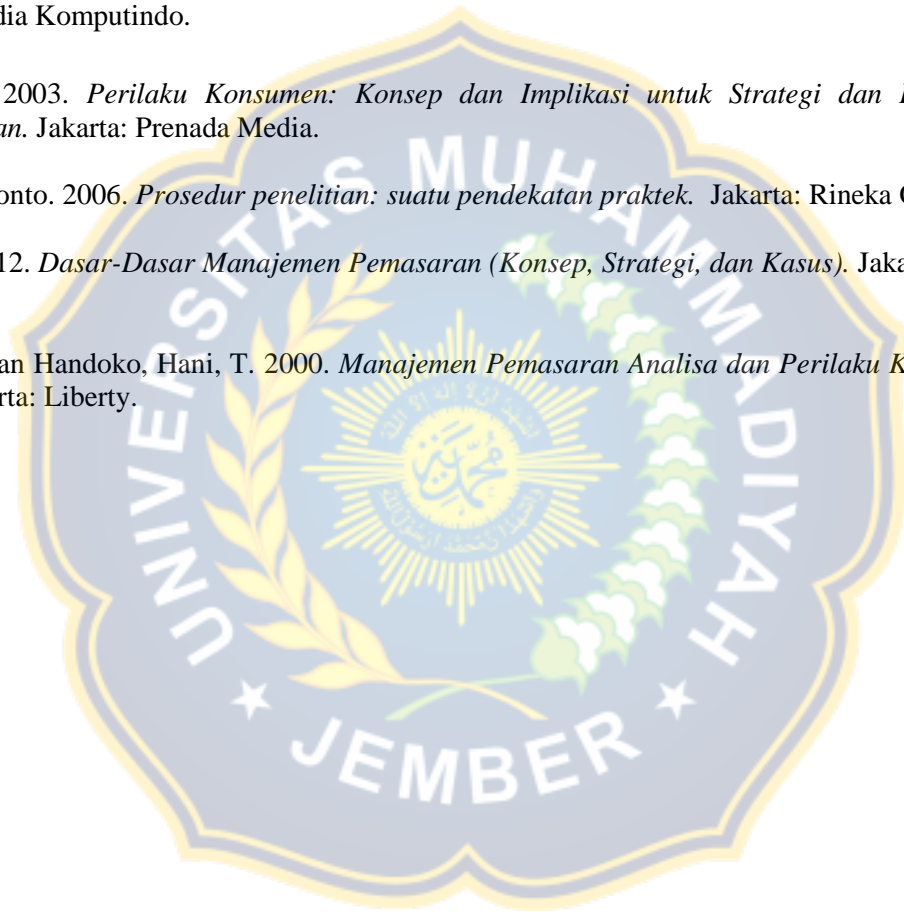 dia Komputindo.
2003. Perilaku Konsumen: Konsep dan Implikasi untuk Strategi dan
an. Jakarta: Prenada Media.
onto. 2006. Prosedur penelitian: suatu pendekatan praktek. Jakarta: Rineka
12. Dasar-Dasar Manajemen Pemasaran (Konsep, Strategi, dan Kasus). Jaka
an Handoko, Hani, T. 2000. Manajemen Pemasaran Analisa dan Perilaku K
rta: Liberty.
UNIVERSITAS MUHAMMADIYAH
JEMBER
محمد